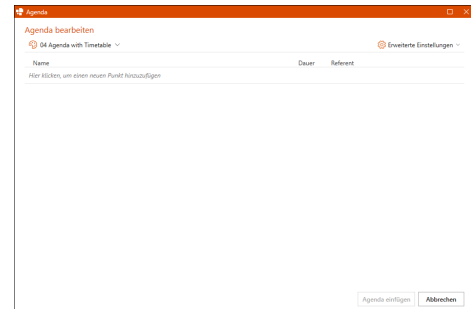 Agenda
Agenda bearbeiten
04 Agenda with Timetable
Erweiterte Einstellungen
Name Dauer Referent
Hier klicken, um einen neuen Punkt hinzuzufügen
Agenda einfügen Abbrechen